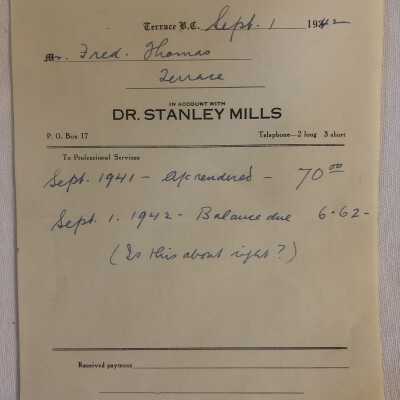 Terrace B.C. Sept. 1 1942
Mr. Fred. Thomas
Terrace
IN ACCOUNT WITH
DR. STANLEY MILLS
P. O. Box 17 Telephone—2 long 3 short
To Professional Services
Sept. 1941 - a/c rendered - 70.00
Sept. 1. 1942 - Balance due 6.62-
(Is this about right?)
Received payment